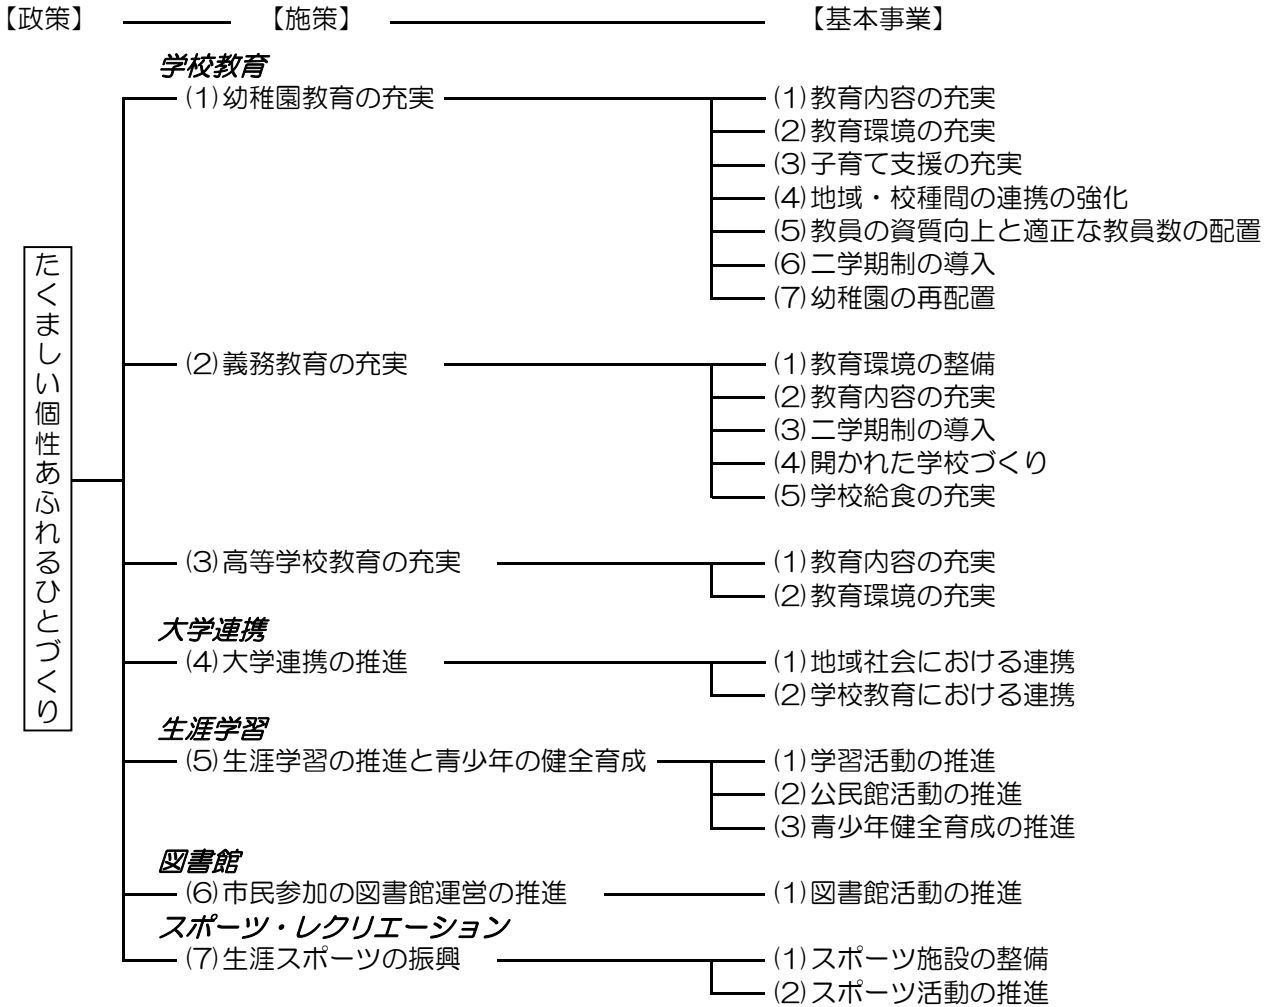 【政策】 【施策】 【基本事業】
学校教育
(1)幼稚園教育の充実 (1)教育内容の充実
(2)教育環境の充実
(3)子育て支援の充実
(4)地域・校種間の連携の強化
(5)教員の資質向上と適正な教員数の配置
(6)二学期制の導入
(7)幼稚園の再配置
たくましい個性あふれるひとづくり
(2)義務教育の充実 (1)教育環境の整備
(2)教育内容の充実
(3)二学期制の導入
(4)開かれた学校づくり
(5)学校給食の充実
(3)高等学校教育の充実 (1)教育内容の充実
(2)教育環境の充実
大学連携
(4)大学連携の推進 (1)地域社会における連携
(2)学校教育における連携
生涯学習
(5)生涯学習の推進と青少年の健全育成 (1)学習活動の推進
(2)公民館活動の推進
(3)青少年健全育成の推進
図書館
(6)市民参加の図書館運営の推進 (1)図書館活動の推進
スポーツ・レクリエーション
(7)生涯スポーツの振興 (1)スポーツ施設の整備
(2)スポーツ活動の推進